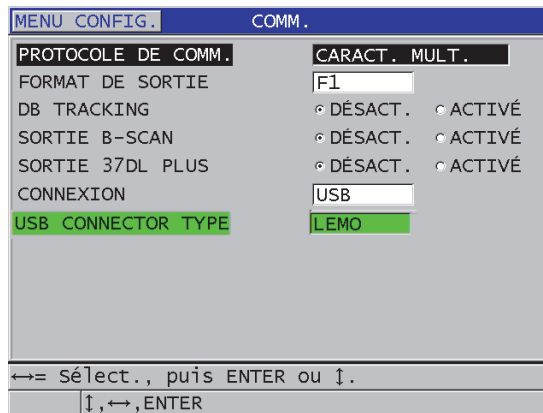 MENU CONFIG. COMM.
PROTOCOLE DE COMM. CARACT. MULT.
FORMAT DE SORTIE F1
DB TRACKING DÉSACT. ACTIVÉ
SORTIE B-SCAN DÉSACT. ACTIVÉ
SORTIE 37DL PLUS DÉSACT. ACTIVÉ
CONNEXION USB
USB CONNECTOR TYPE LEMO
↔= Sélect., puis ENTER ou ↕.
↕,↔,ENTER